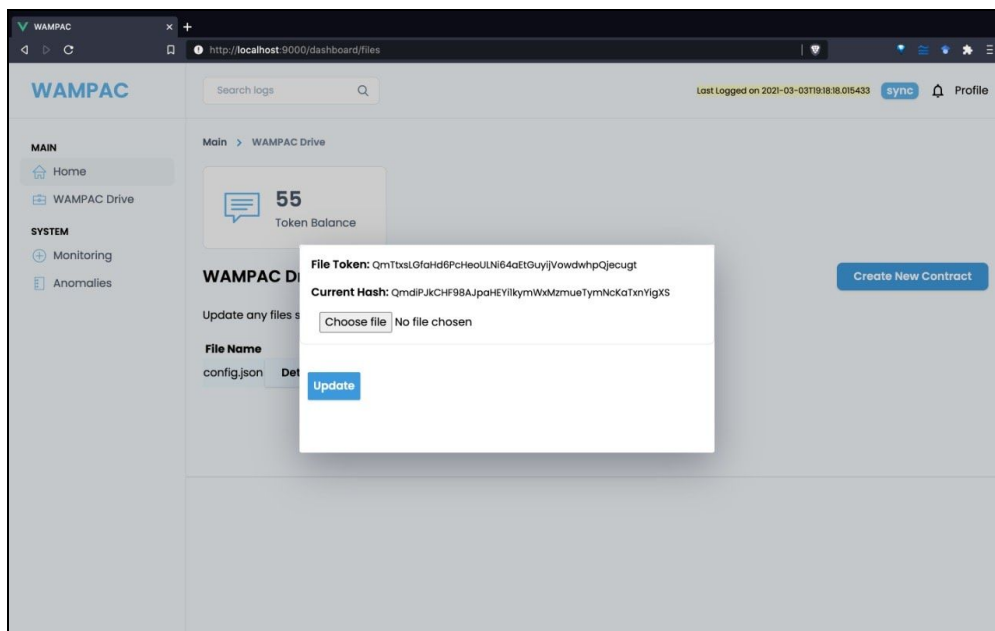 WAMPAC
http://localhost:9000/dashboard/files
WAMPAC
Search logs
Last Logged on 2021-03-03T19:18:18.015433
sync
Profile
MAIN
Home
WAMPAC Drive
SYSTEM
Monitoring
Anomalies
Main > WAMPAC Drive
55
Token Balance
WAMPAC D
Create New Contract
Update any files s
File Name
config.json Det
File Token: QmTtxsLGfaHd6PcHeoULNi64aEtGuyijVowdwhpQjecugt
Current Hash: QmdiPJkCHF98AJpaHEYi1kymWxMzmueTymNcKaTxnYigXS
Choose file No file chosen
Update